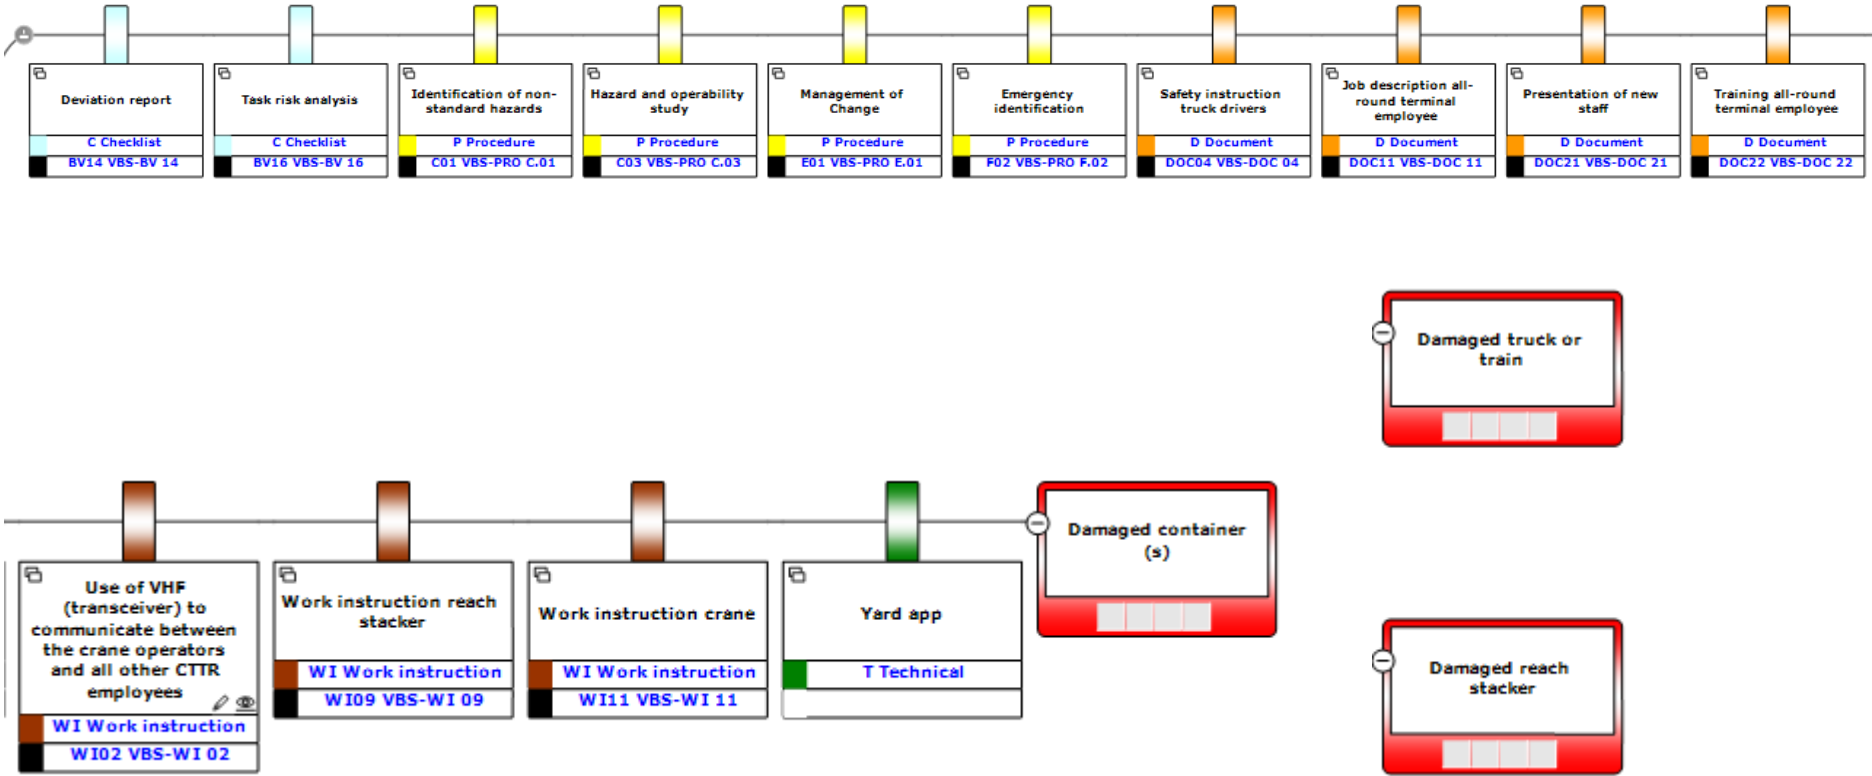 Deviation report
C Checklist
BV14 VBS-BV 14
Task risk analysis
C Checklist
BV16 VBS-BV 16
Identification of non-
standard hazards
P Procedure
C01 VBS-PRO C.01
Hazard and operability
study
P Procedure
C03 VBS-PRO C.03
Management of
Change
P Procedure
E01 VBS-PRO E.01
Emergency
identification
P Procedure
F02 VBS-PRO F.02
Safety instruction
truck drivers
D Document
DOC04 VBS-DOC 04
Job description all-
round terminal
employee
D Document
DOC11 VBS-DOC 11
Presentation of new
staff
D Document
DOC21 VBS-DOC 21
Training all-round
terminal employee
D Document
DOC22 VBS-DOC 22
Damaged truck or
train
Use of VHF
(transceiver) to
communicate between
the crane operators
and all other CTTR
employees
WI Work instruction
WI02 VBS-WI 02
Work instruction reach
stacker
WI Work instruction
WI09 VBS-WI 09
Work instruction crane
WI Work instruction
WI11 VBS-WI 11
Yard app
T Technical
Damaged container
(s)
Damaged reach
stacker